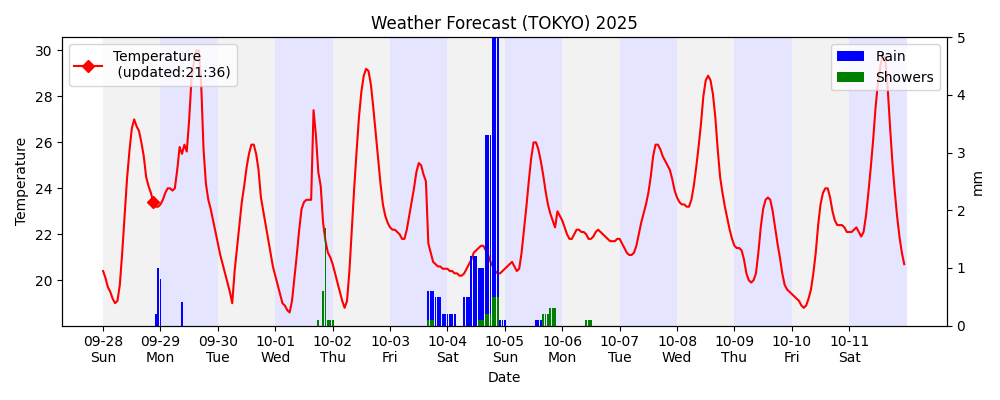 Weather Forecast (TOKYO) 2025
Temperature
(updated:21:36)
Rain
Showers
30
28
26
24
22
20
Temperature
5
4
3
2
1
0
mm
09-28 09-29 09-30 10-01 10-02 10-03 10-04 10-05 10-06 10-07 10-08 10-09 10-10 10-11
Sun Mon Tue Wed Thu Fri Sat Sun Mon Tue Wed Thu Fri Sat
Date